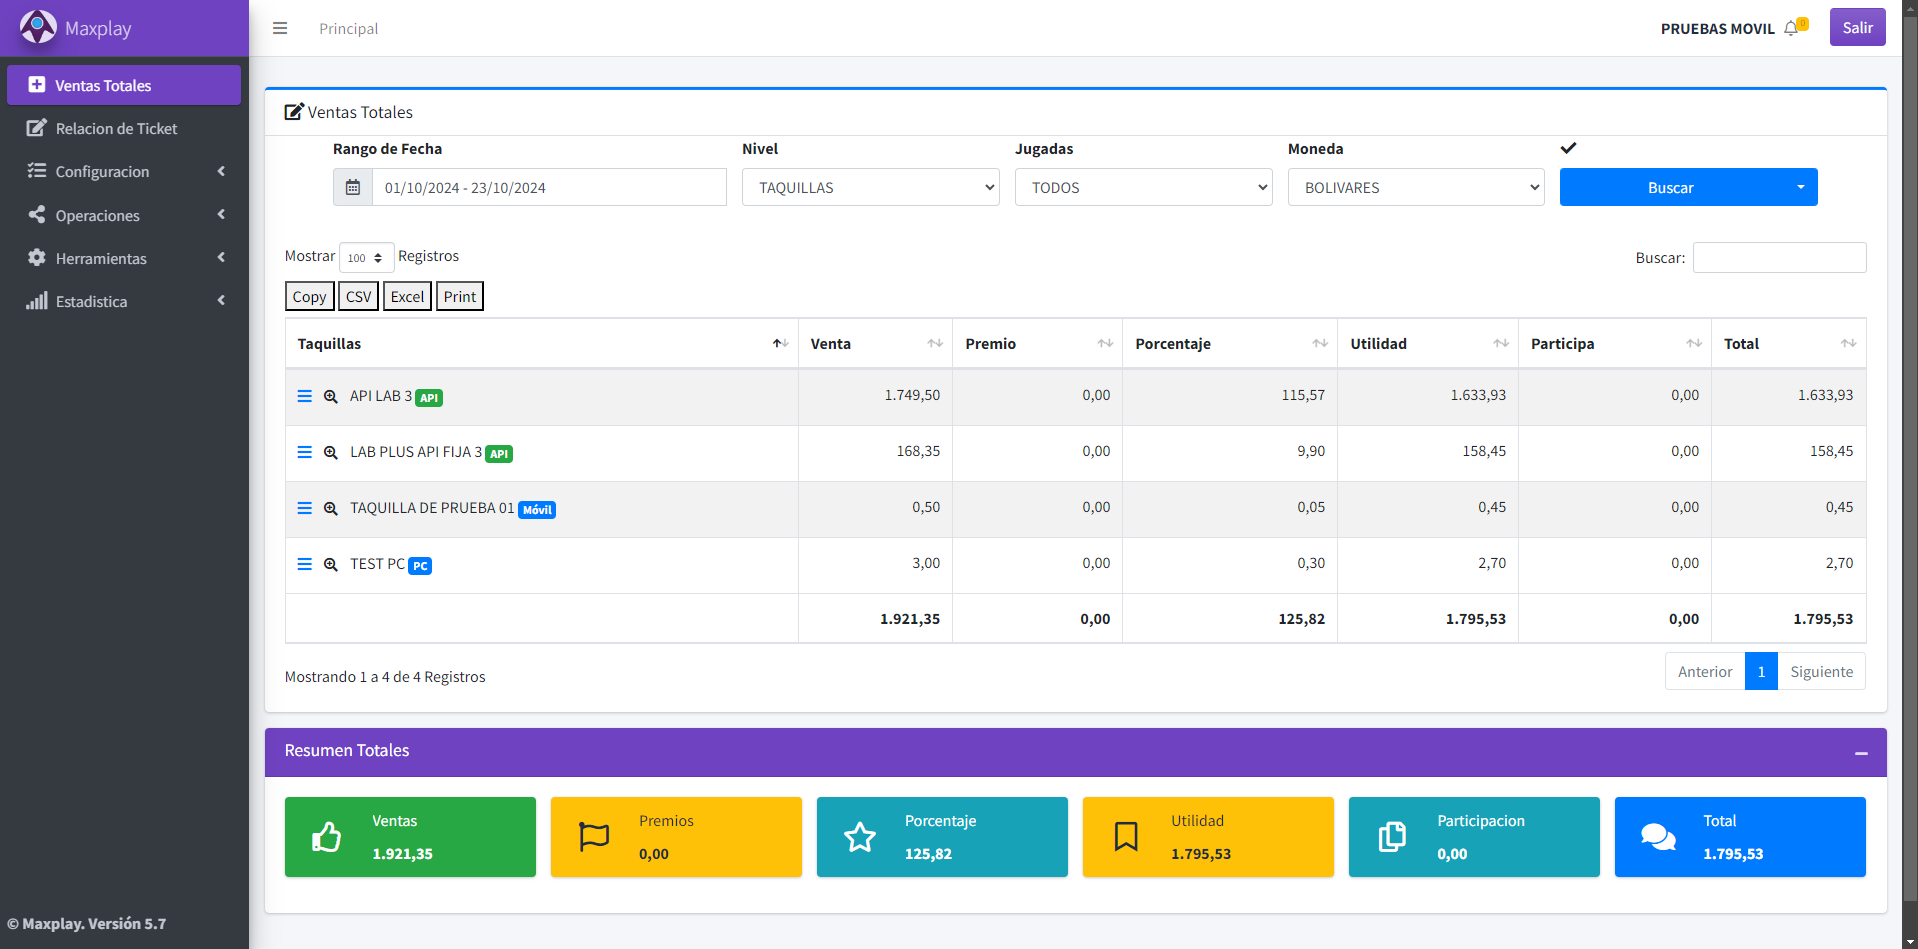 Maxplay
Principal
PRUEBAS MOVIL
0
Salir
Ventas Totales
Relacion de Ticket
Configuracion
Operaciones
Herramientas
Estadistica
© Maxplay. Versión 5.7
Ventas Totales
Rango de Fecha Nivel Jugadas Moneda
01/10/2024 - 23/10/2024 TAQUILLAS TODOS BOLIVARES Buscar
Mostrar 100 Registros Buscar:
Copy CSV Excel Print
Taquillas Venta Premio Porcentaje Utilidad Participa Total
API LAB 3 API 1.749,50 0,00 115,57 1.633,93 0,00 1.633,93
LAB PLUS API FIJA 3 API 168,35 0,00 9,90 158,45 0,00 158,45
TAQUILLA DE PRUEBA 01 Móvil 0,50 0,00 0,05 0,45 0,00 0,45
TEST PC PC 3,00 0,00 0,30 2,70 0,00 2,70
1.921,35 0,00 125,82 1.795,53 0,00 1.795,53
Mostrando 1 a 4 de 4 Registros Anterior 1 Siguiente
Resumen Totales
Ventas
1.921,35
Premios
0,00
Porcentaje
125,82
Utilidad
1.795,53
Participacion
0,00
Total
1.795,53